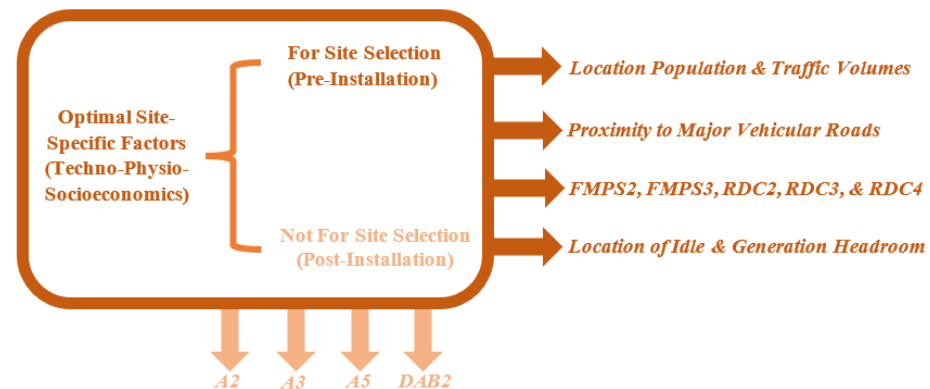 For Site Selection
(Pre-Installation)
Optimal Site-
Specific Factors
(Techno-Physio-
Socioeconomics)
Not For Site Selection
(Post-Installation)
Location Population & Traffic Volumes
Proximity to Major Vehicular Roads
FMPS2, FMPS3, RDC2, RDC3, & RDC4
Location of Idle & Generation Headroom
A2 A3 A5 DAB2